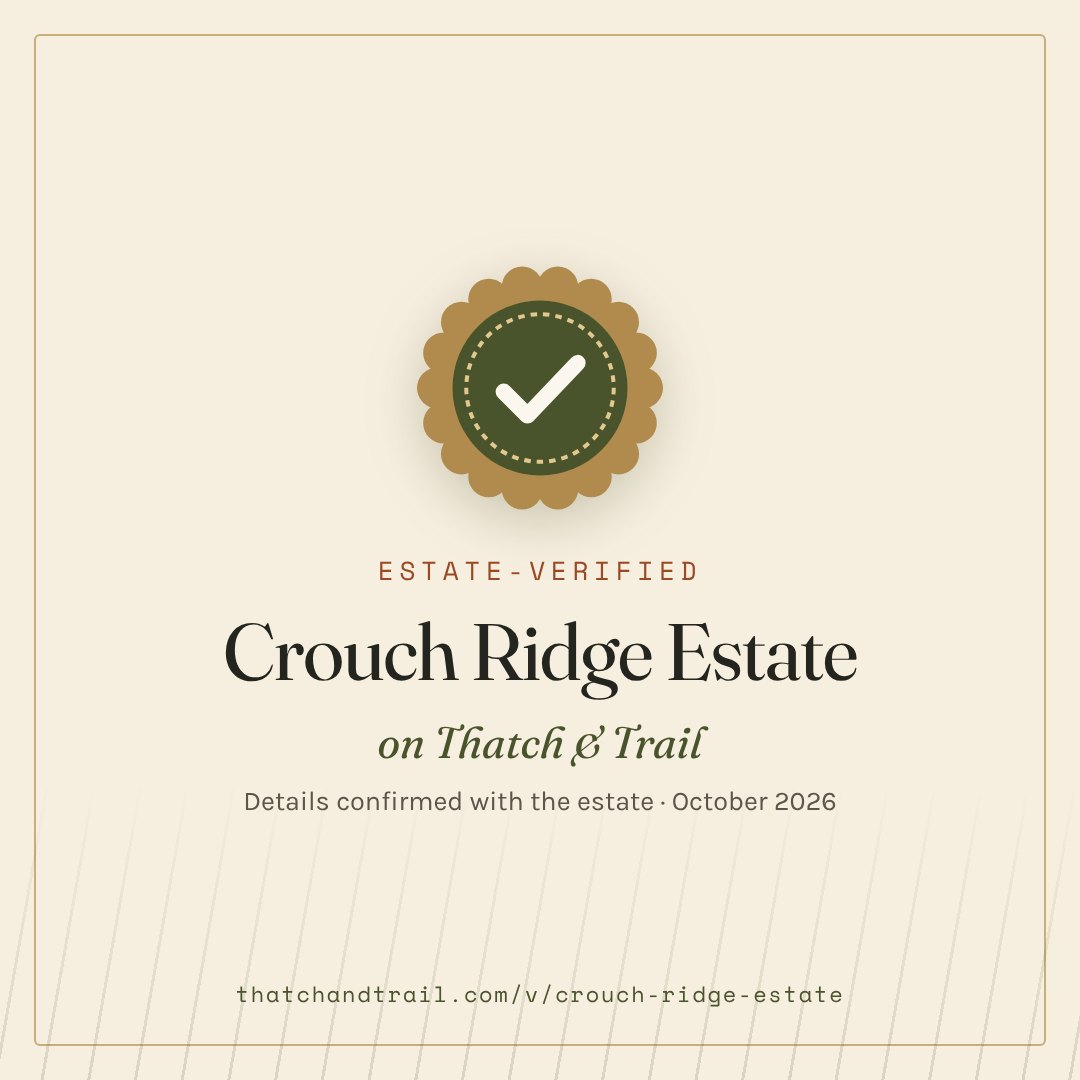 ESTATE-VERIFIED
Crouch Ridge Estate
on Thatch & Trail
Details confirmed with the estate · October 2026
thatchandtrail.com/v/crouch-ridge-estate